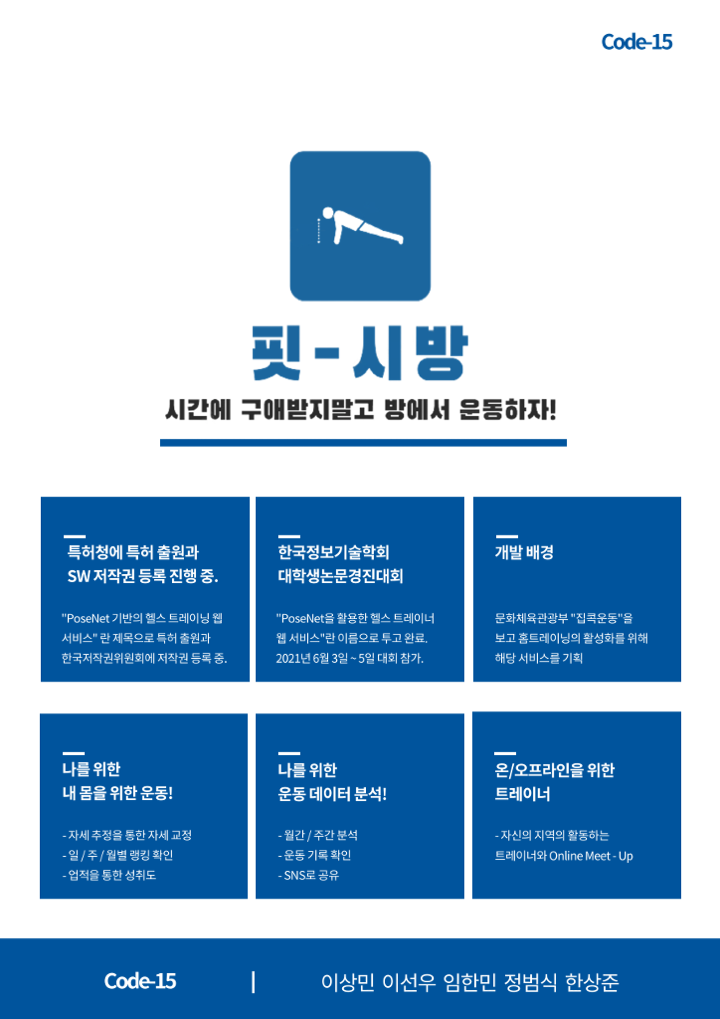 Code-15
핏-시방
시간에 구애받지말고 방에서 운동하자!
특허청에 특허 출원과
SW 저작권 등록 진행 중.
"PoseNet 기반의 헬스 트레이닝 웹
서비스" 란 제목으로 특허 출원과
한국저작권위원회에 저작권 등록 중.
한국정보기술학회
대학생논문경진대회
"PoseNet을 활용한 헬스 트레이너
웹 서비스"란 이름으로 투고 완료.
2021년 6월 3일 ~ 5일 대회 참가.
개발 배경
문화체육관광부 "집콕운동"을
보고 홈트레이닝의 활성화를 위해
해당 서비스를 기획
나를 위한
내 몸을 위한 운동!
- 자세 추정을 통한 자세 교정
- 일 / 주 / 월별 랭킹 확인
- 업적을 통한 성취도
나를 위한
운동 데이터 분석!
- 월간 / 주간 분석
- 운동 기록 확인
- SNS로 공유
온/오프라인을 위한
트레이너
- 자신의 지역의 활동하는
트레이너와 Online Meet - Up
Code-15 | 이상민 이선우 임한민 정범식 한상준